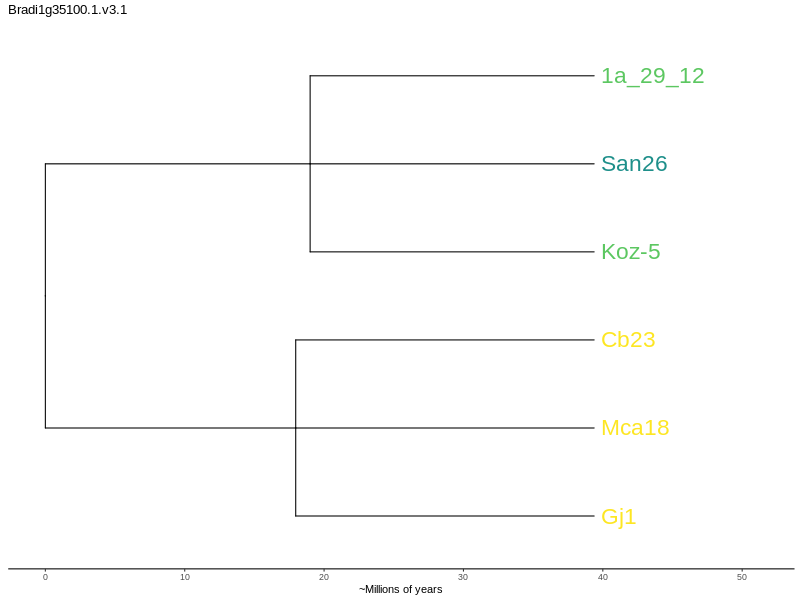 Bradi1g35100.1.v3.1
1a_29_12
San26
Koz-5
Cb23
Mca18
Gj1
0 10 20 30 40 50
~Millions of years